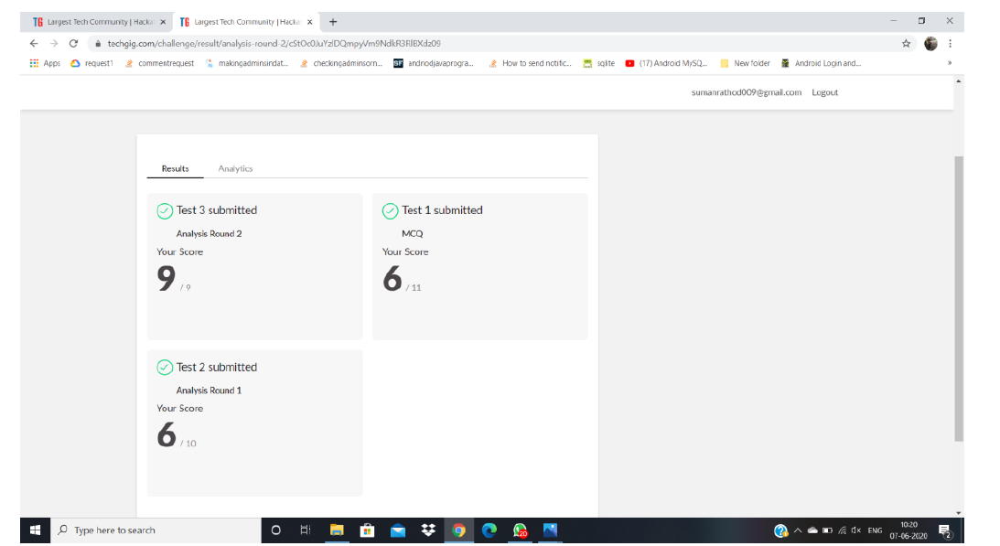 TG Largest Tech Community | Hacka × TG Largest Tech Community | Hacka × +
techgig.com/challenge/result/analysis-round-2/
Apps request1 commentrequest makingadminsindat... checkingadminsorn... SF andriodjavaprogra... How to send notific... sqlite (17) Android MySQ... New folder Android Login and... »
sumanrathod009@gmail.com Logout
Results Analytics
Test 3 submitted
Analysis Round 2
Your Score
9 / 9
Test 1 submitted
MCQ
Your Score
6 / 11
Test 2 submitted
Analysis Round 1
Your Score
6 / 10
Type here to search
20
ENG
10:20
07-06-2020
2